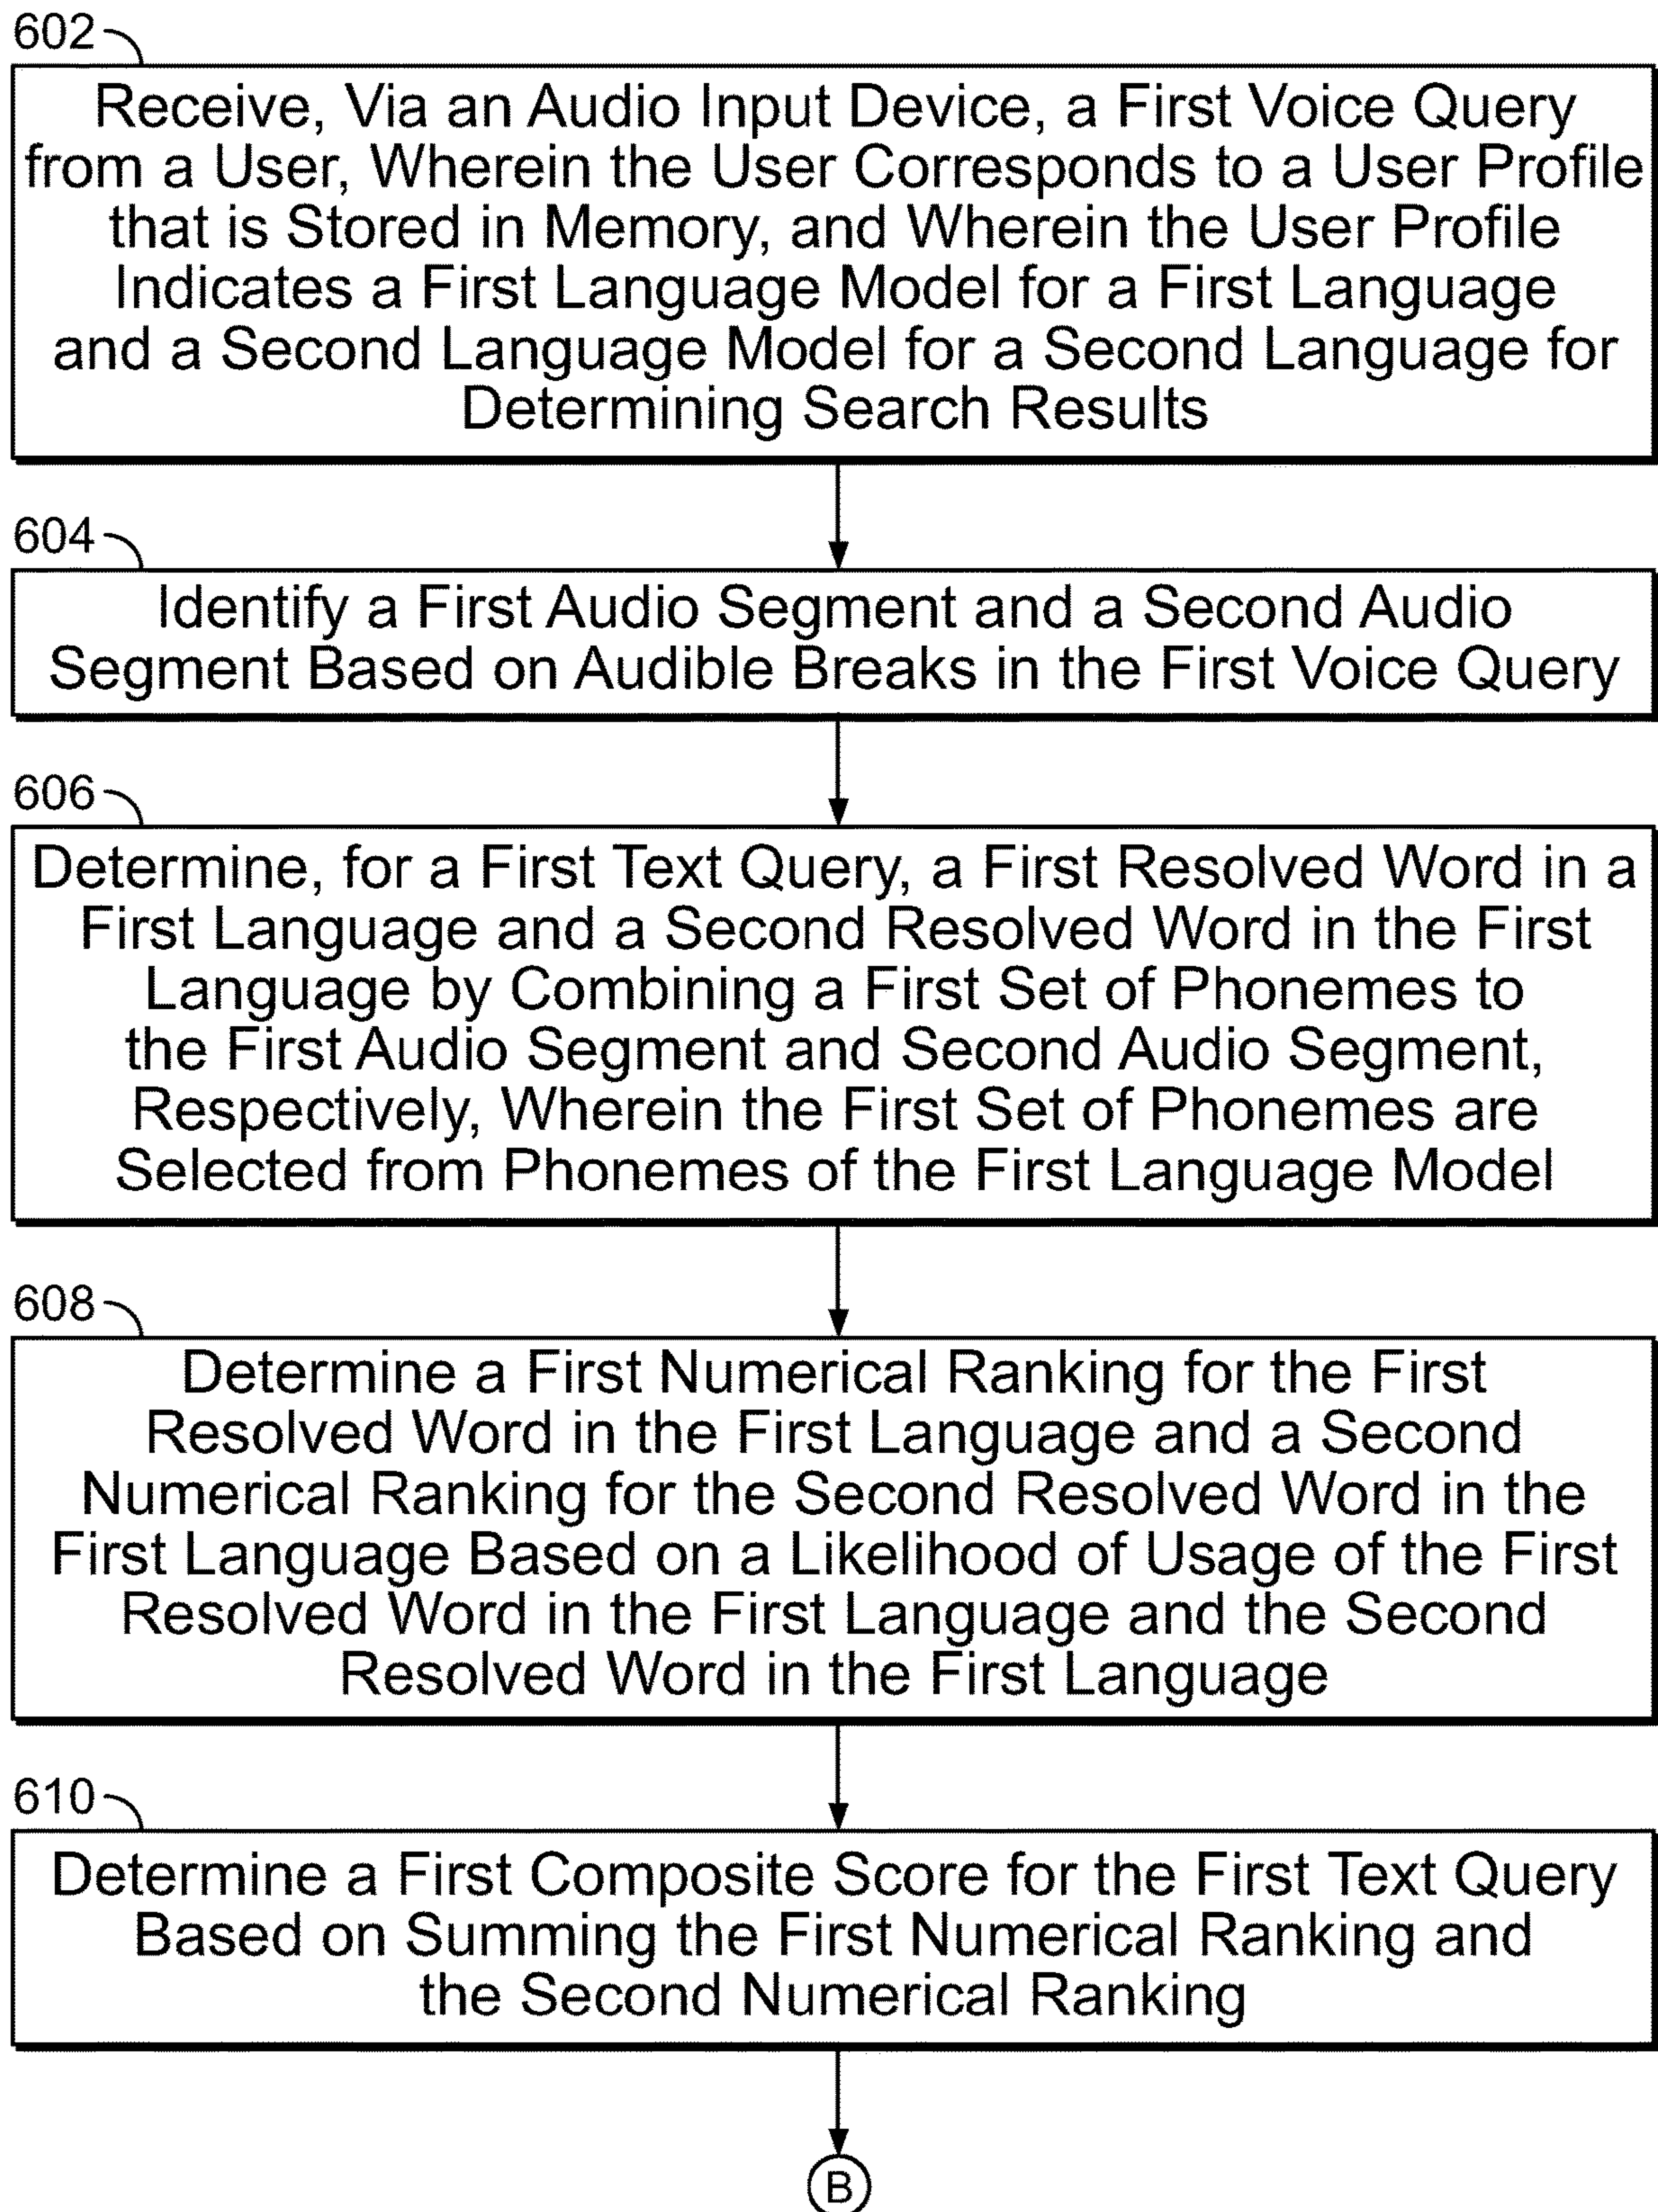 602
Receive, Via an Audio Input Device, a First Voice Query
from a User, Wherein the User Corresponds to a User Profile
that is Stored in Memory, and Wherein the User Profile
Indicates a First Language Model for a First Language
and a Second Language Model for a Second Language for
Determining Search Results
604
Identify a First Audio Segment and a Second Audio
Segment Based on Audible Breaks in the First Voice Query
606
Determine, for a First Text Query, a First Resolved Word in a
First Language and a Second Resolved Word in the First
Language by Combining a First Set of Phonemes to
the First Audio Segment and Second Audio Segment,
Respectively, Wherein the First Set of Phonemes are
Selected from Phonemes of the First Language Model
608
Determine a First Numerical Ranking for the First
Resolved Word in the First Language and a Second
Numerical Ranking for the Second Resolved Word in the
First Language Based on a Likelihood of Usage of the First
Resolved Word in the First Language and the Second
Resolved Word in the First Language
610
Determine a First Composite Score for the First Text Query
Based on Summing the First Numerical Ranking and
the Second Numerical Ranking
B